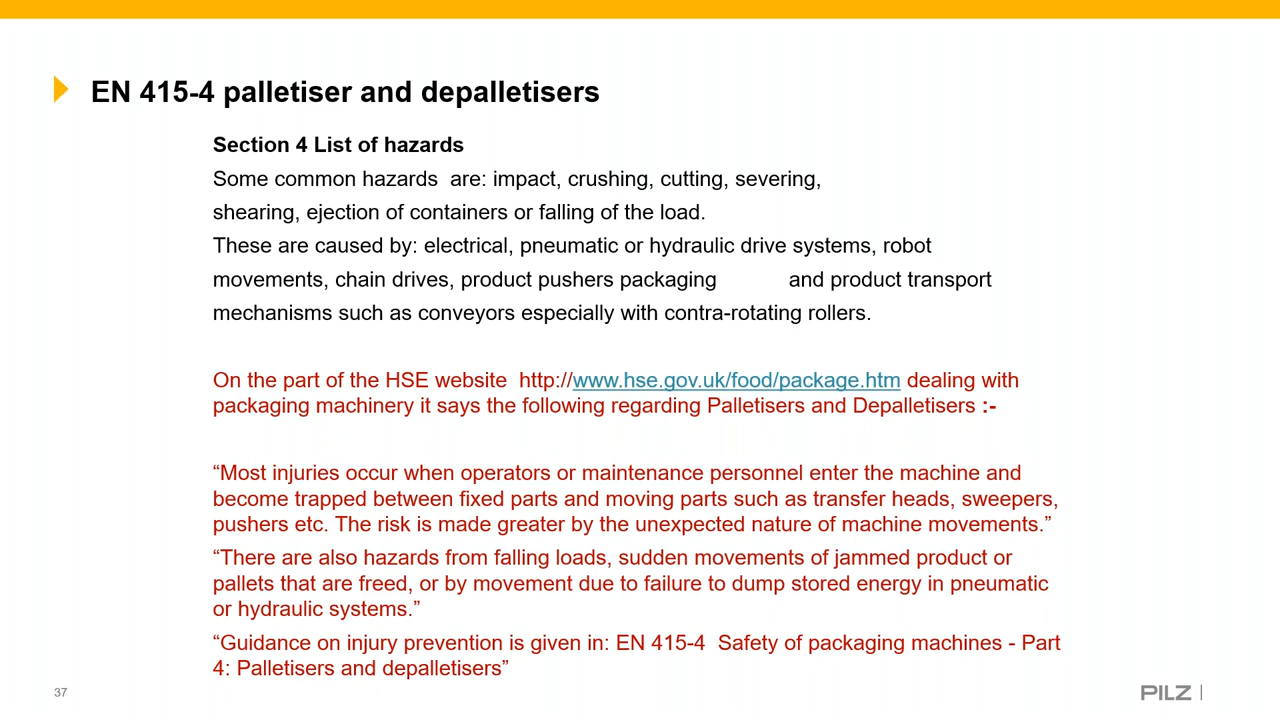 EN 415-4 palletiser and depalletisers
Section 4 List of hazards
Some common hazards  are: impact, crushing, cutting, severing,
shearing, ejection of containers or falling of the load.
These are caused by: electrical, pneumatic or hydraulic drive systems, robot
movements, chain drives, product pushers packaging and product transport
mechanisms such as conveyors especially with contra-rotating rollers.
On the part of the HSE website  http://www.hse.gov.uk/food/package.htm dealing with
packaging machinery it says the following regarding Palletisers and Depalletisers :-
“Most injuries occur when operators or maintenance personnel enter the machine and
become trapped between fixed parts and moving parts such as transfer heads, sweepers,
pushers etc. The risk is made greater by the unexpected nature of machine movements.”
“There are also hazards from falling loads, sudden movements of jammed product or
pallets that are freed, or by movement due to failure to dump stored energy in pneumatic
or hydraulic systems.”
“Guidance on injury prevention is given in: EN 415-4  Safety of packaging machines - Part
4: Palletisers and depalletisers”
37
PILZ